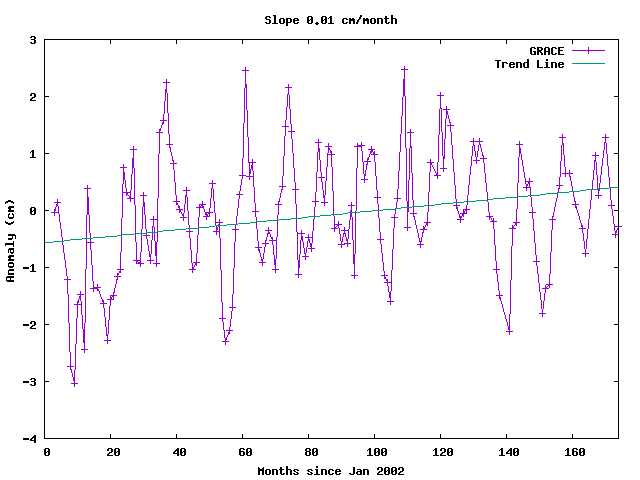 Slope 0.01 cm/month
GRACE
Trend Line
3
2
1
0
-1
-2
-3
-4
Anomaly (cm)
0 20 40 60 80 100 120 140 160
Months since Jan 2002